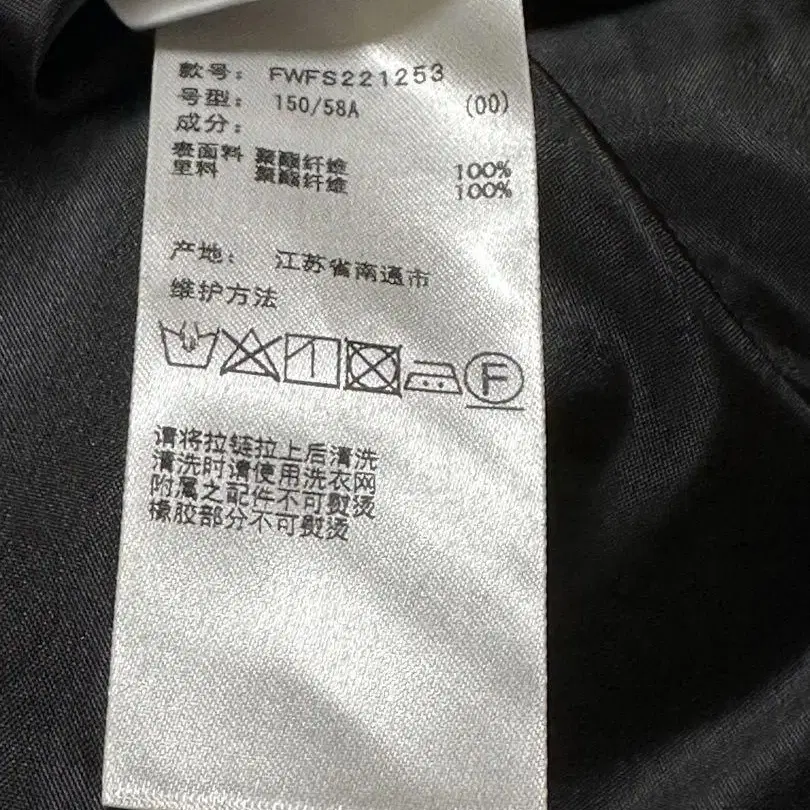 款号: FWFS221253
号型: 150/58A (00)
成分:
表面料 聚酯纤维 100%
里料 聚酯纤维 100%
产地: 江苏省南通市
维护方法
F
请将拉链拉上后清洗
清洗时请使用洗衣网
附属之配件不可熨烫
橡胶部分不可熨烫